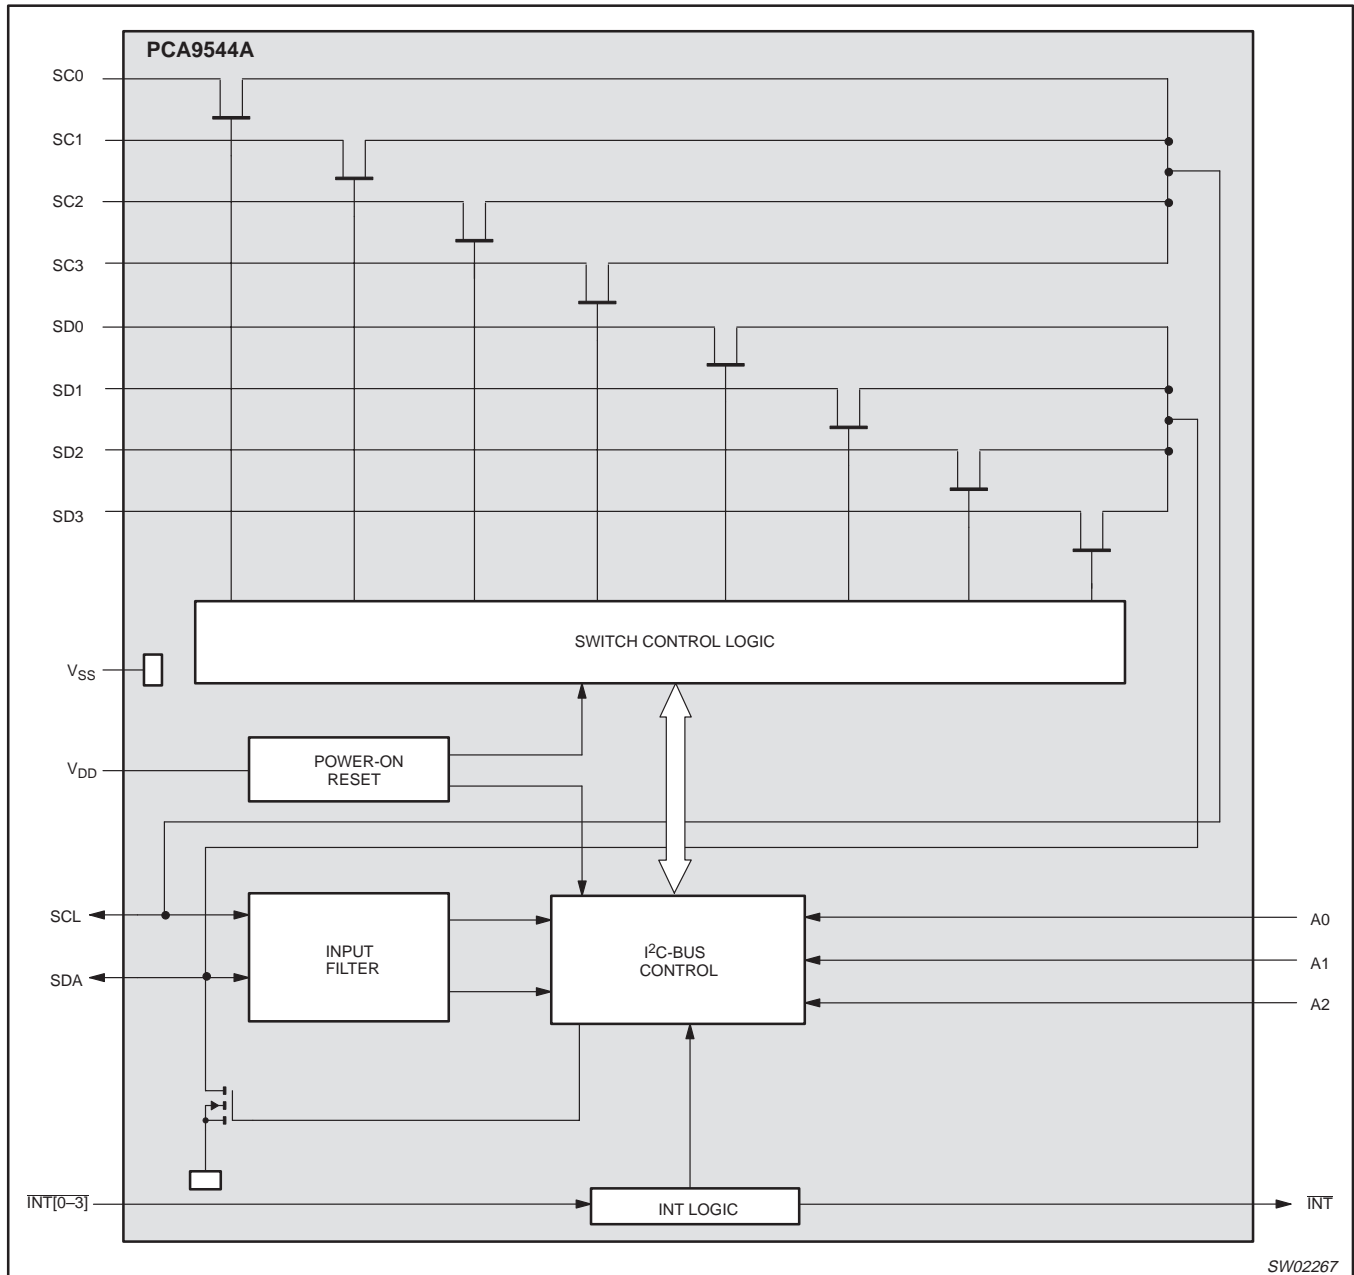 PCA9544A
SC0
SC1
SC2
SC3
SD0
SD1
SD2
SD3
SWITCH CONTROL LOGIC
VSS
POWER-ON
RESET
VDD
SCL
SDA
INPUT
FILTER
I²C-BUS
CONTROL
A0
A1
A2
INT[0–3]
INT LOGIC
INT
SW02267